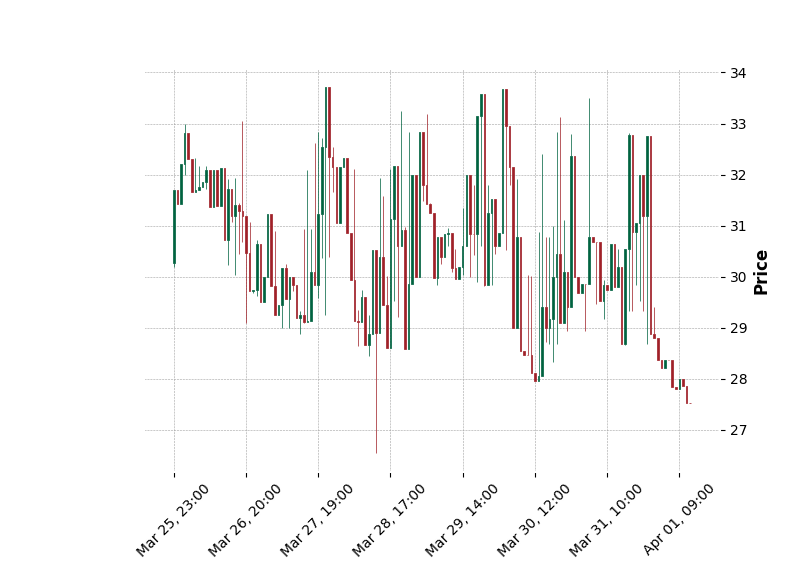 34
33
32
31
30
29
28
27
Price
Mar 25, 23:00
Mar 26, 20:00
Mar 27, 19:00
Mar 28, 17:00
Mar 29, 14:00
Mar 30, 12:00
Mar 31, 10:00
Apr 01, 09:00